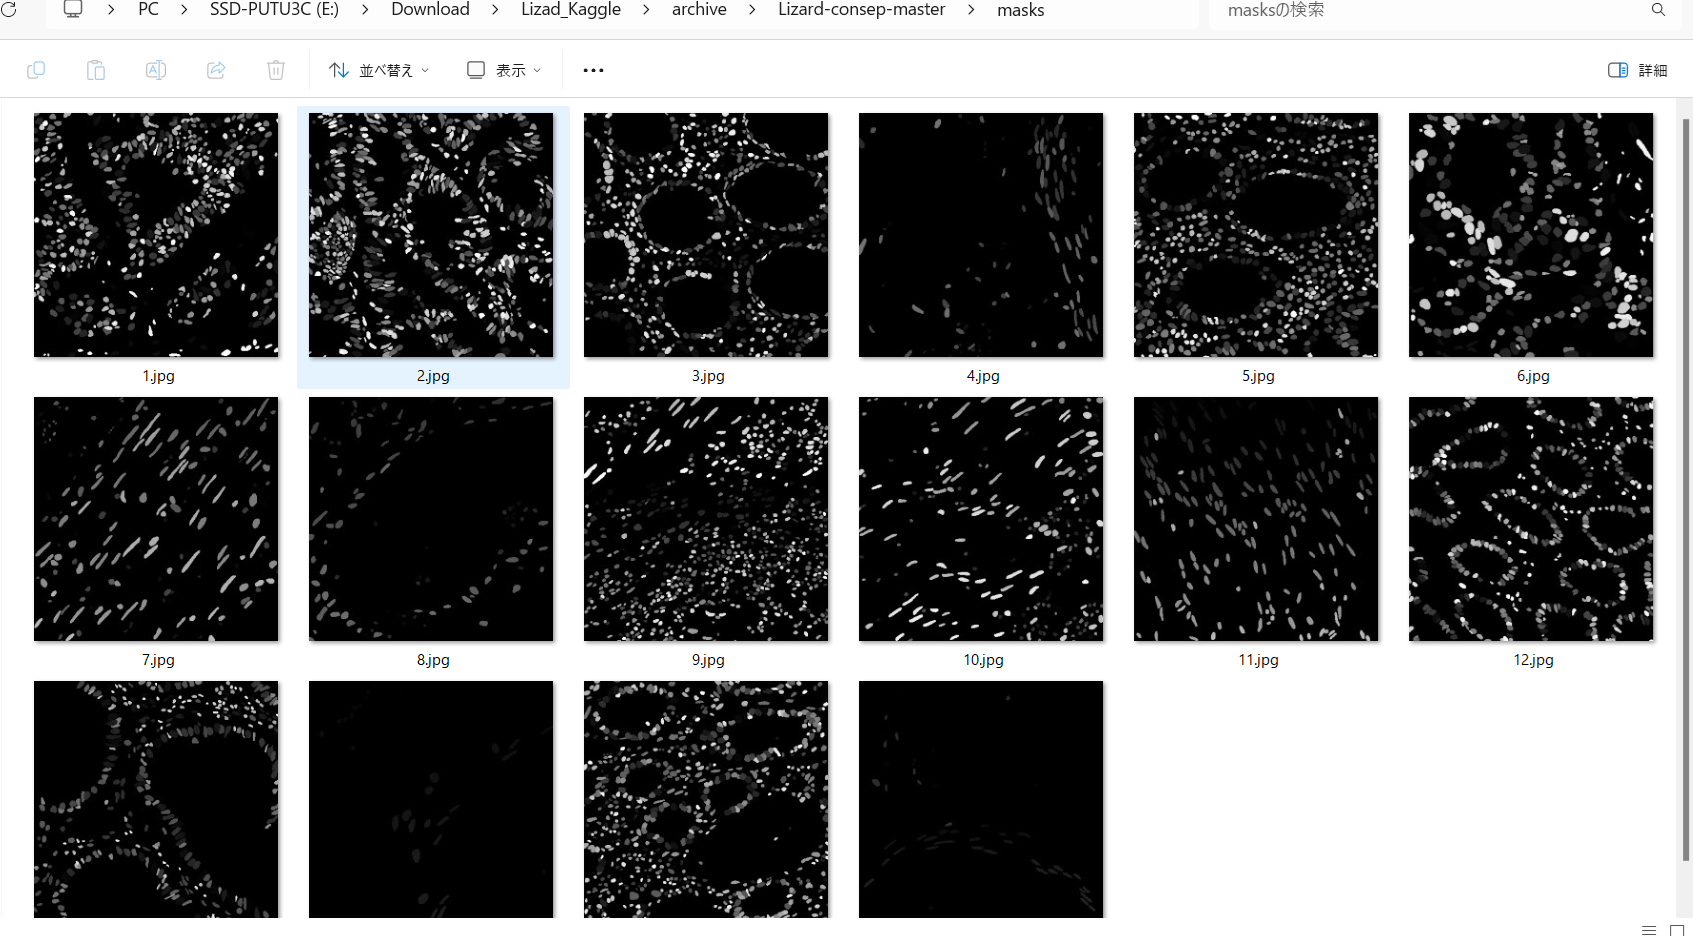 PC > SSD-PUTU3C (E:) > Download > Lizad_Kaggle > archive > Lizard-consep-master > masks
masksの検索
並べ替え 表示 ... 詳細
1.jpg 2.jpg 3.jpg 4.jpg 5.jpg 6.jpg
7.jpg 8.jpg 9.jpg 10.jpg 11.jpg 12.jpg